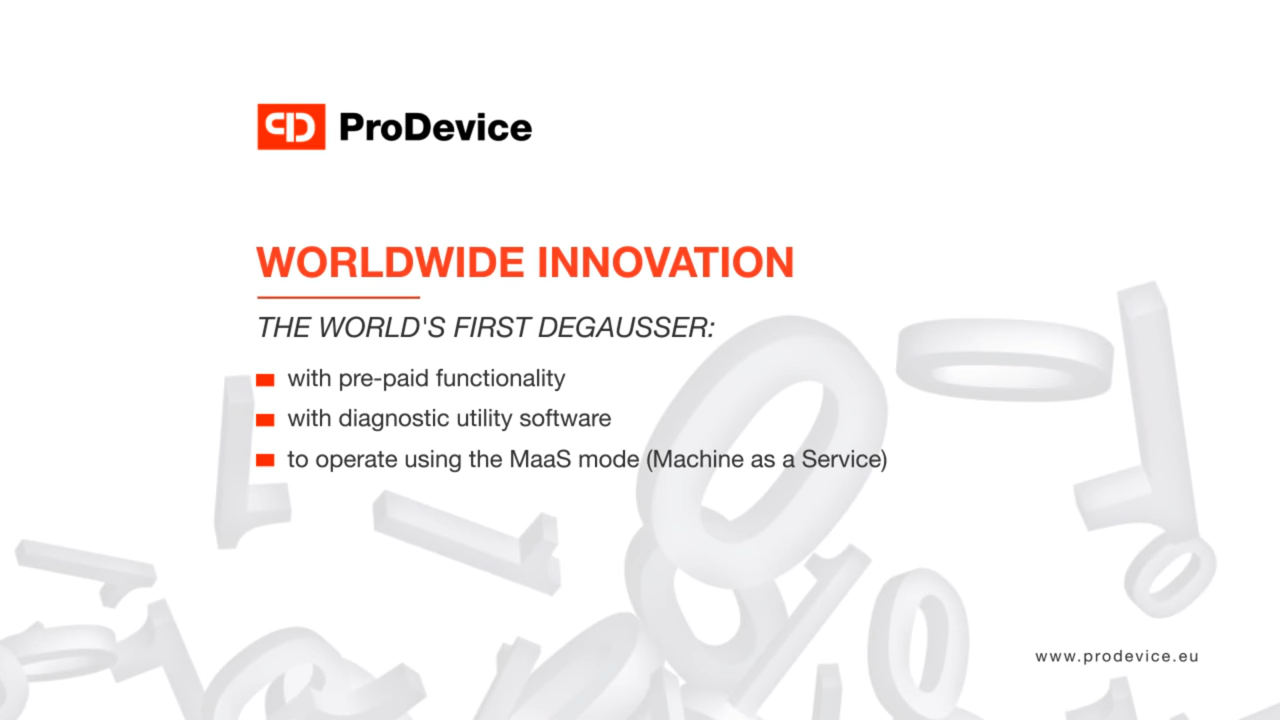 ProDevice
WORLDWIDE INNOVATION
THE WORLD'S FIRST DEGAUSSER:
with pre-paid functionality
with diagnostic utility software
to operate using the MaaS mode (Machine as a Service)
www.prodevice.eu